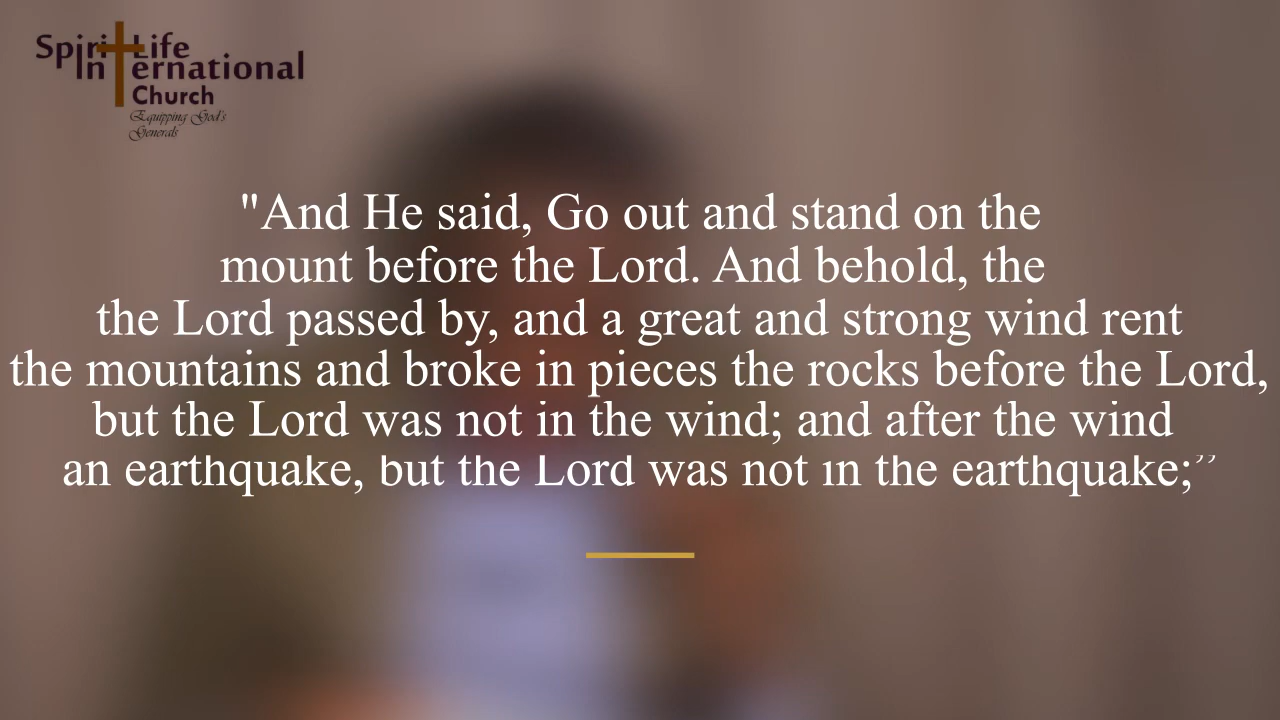 Spirit Life
International
Church
Equipping God's
Generals
"And He said, Go out and stand on the
mount before the Lord. And behold, the
the Lord passed by, and a great and strong wind rent
the mountains and broke in pieces the rocks before the Lord,
but the Lord was not in the wind; and after the wind
an earthquake, but the Lord was not in the earthquake;”